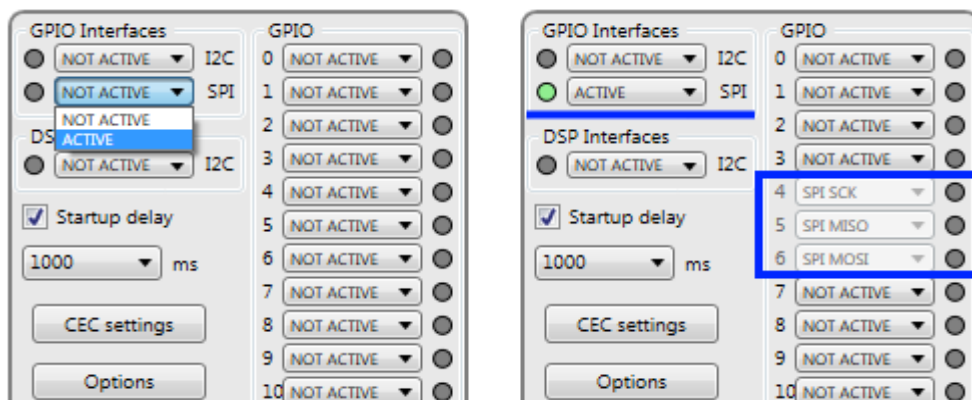 GPIO Interfaces
NOT ACTIVE I2C
NOT ACTIVE SPI
NOT ACTIVE
ACTIVE
DS
NOT ACTIVE I2C
Startup delay
1000 ms
CEC settings
Options
GPIO
0 NOT ACTIVE
1 NOT ACTIVE
2 NOT ACTIVE
3 NOT ACTIVE
4 NOT ACTIVE
5 NOT ACTIVE
6 NOT ACTIVE
7 NOT ACTIVE
8 NOT ACTIVE
9 NOT ACTIVE
10 NOT ACTIVE
GPIO Interfaces
NOT ACTIVE I2C
ACTIVE SPI
DSP Interfaces
NOT ACTIVE I2C
Startup delay
1000 ms
CEC settings
Options
GPIO
0 NOT ACTIVE
1 NOT ACTIVE
2 NOT ACTIVE
3 NOT ACTIVE
4 SPI SCK
5 SPI MISO
6 SPI MOSI
7 NOT ACTIVE
8 NOT ACTIVE
9 NOT ACTIVE
10 NOT ACTIVE